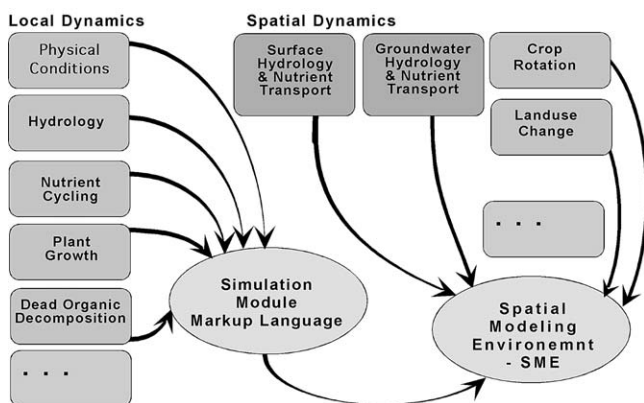 Local Dynamics
Physical
Conditions
Hydrology
Nutrient
Cycling
Plant
Growth
Dead Organic
Decomposition
. . .
Simulation
Module
Markup Language
Spatial Dynamics
Surface
Hydrology
& Nutrient
Transport
Groundwater
Hydrology
& Nutrient
Transport
Crop
Rotation
Landuse
Change
. . .
Spatial
Modeling
Environemnt
- SME